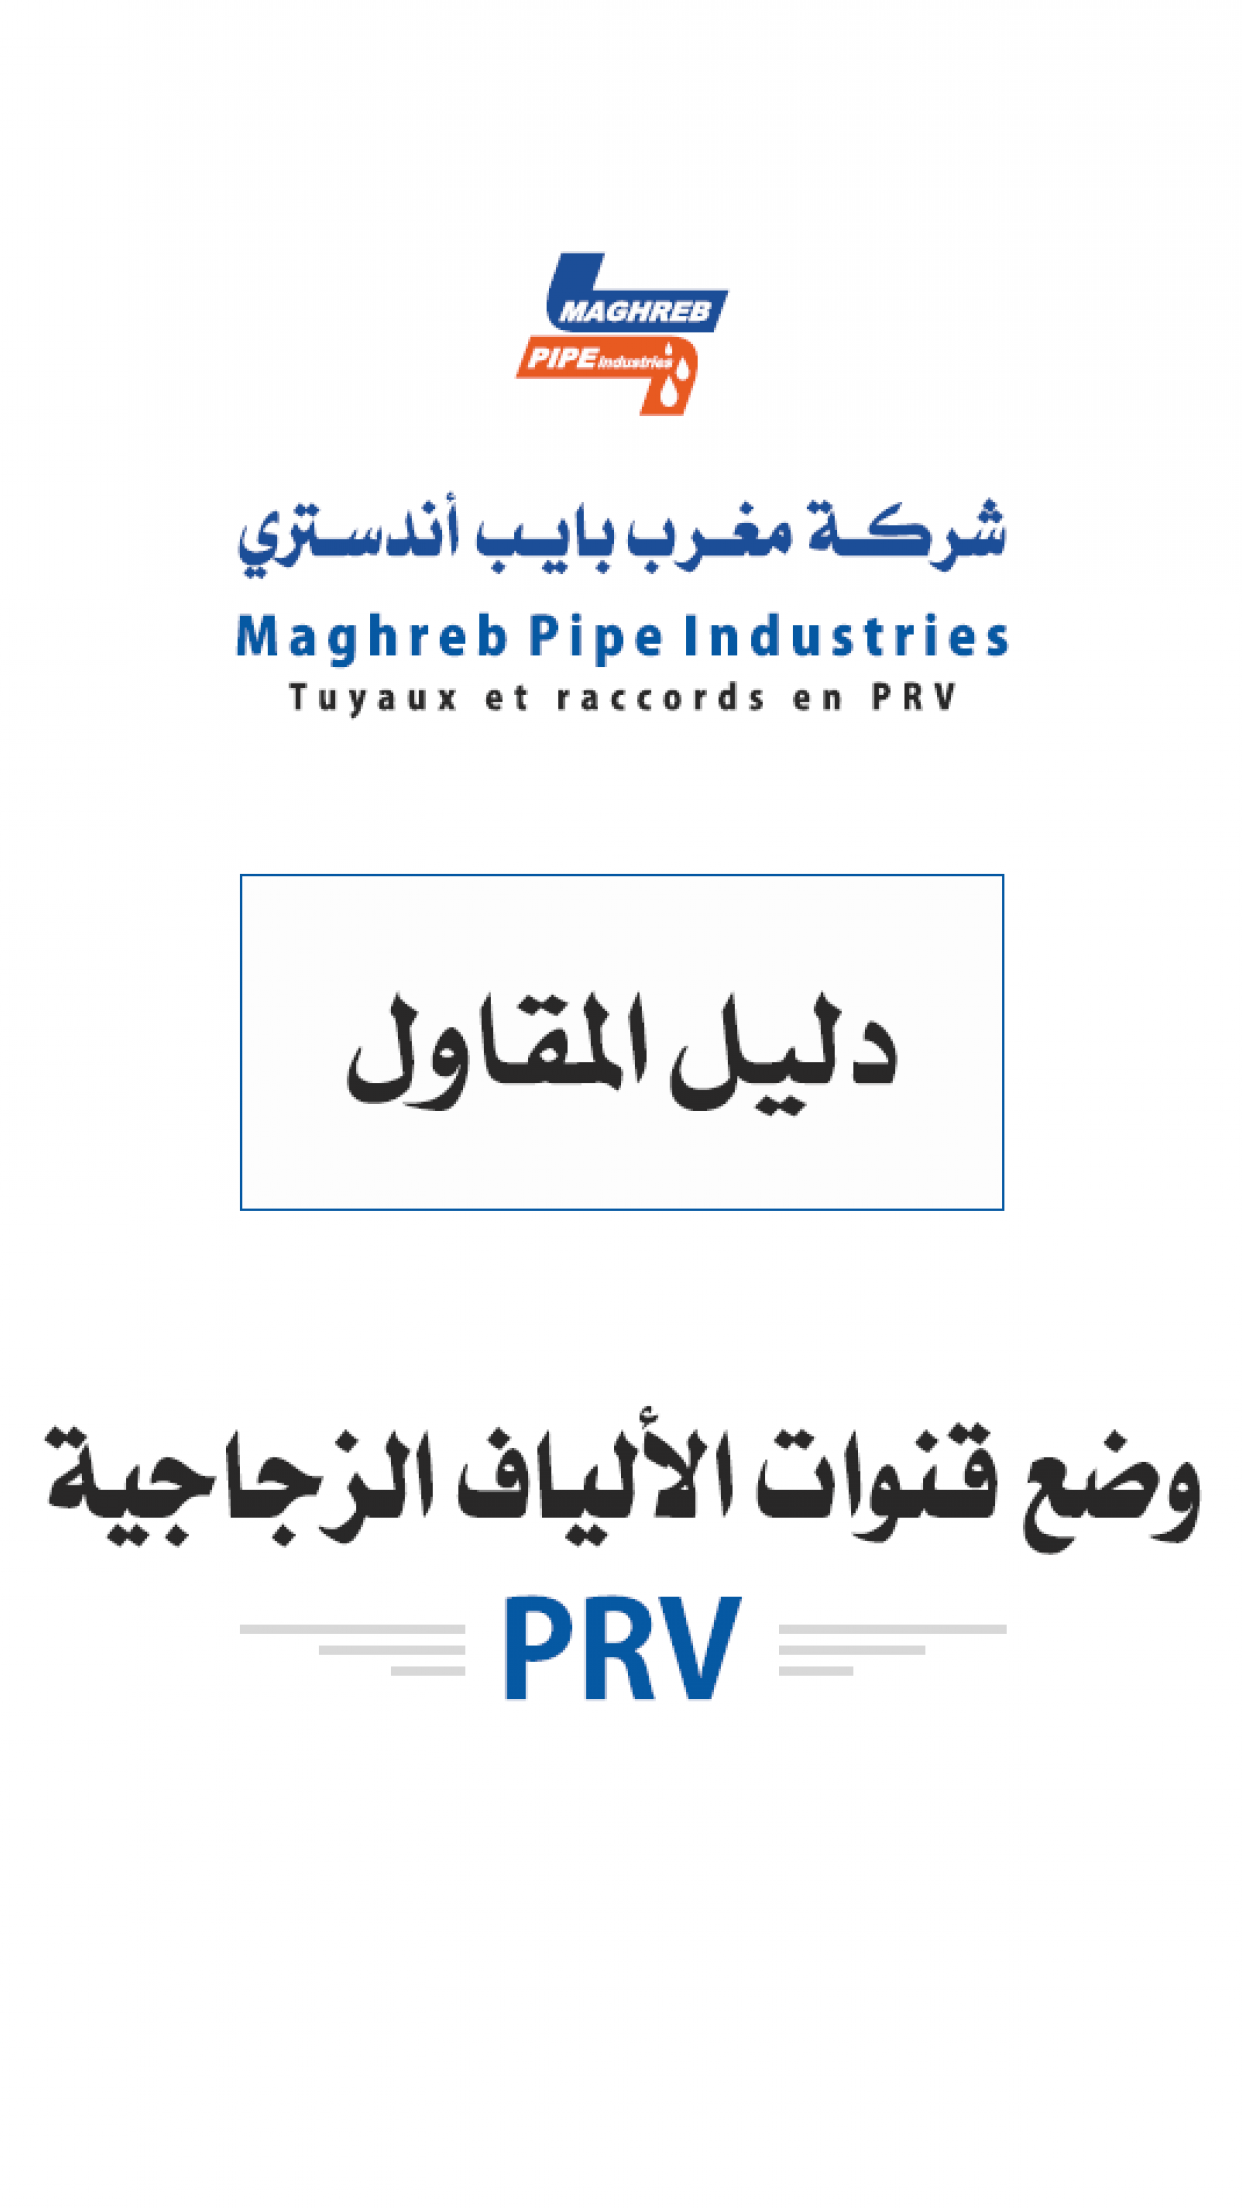 MAGHREB
PIPE Industries
شركة مغرب بايب أندستري
Maghreb Pipe Industries
Tuyaux et raccords en PRV
دليل المقاول
وضع قنوات الألياف الزجاجية
PRV